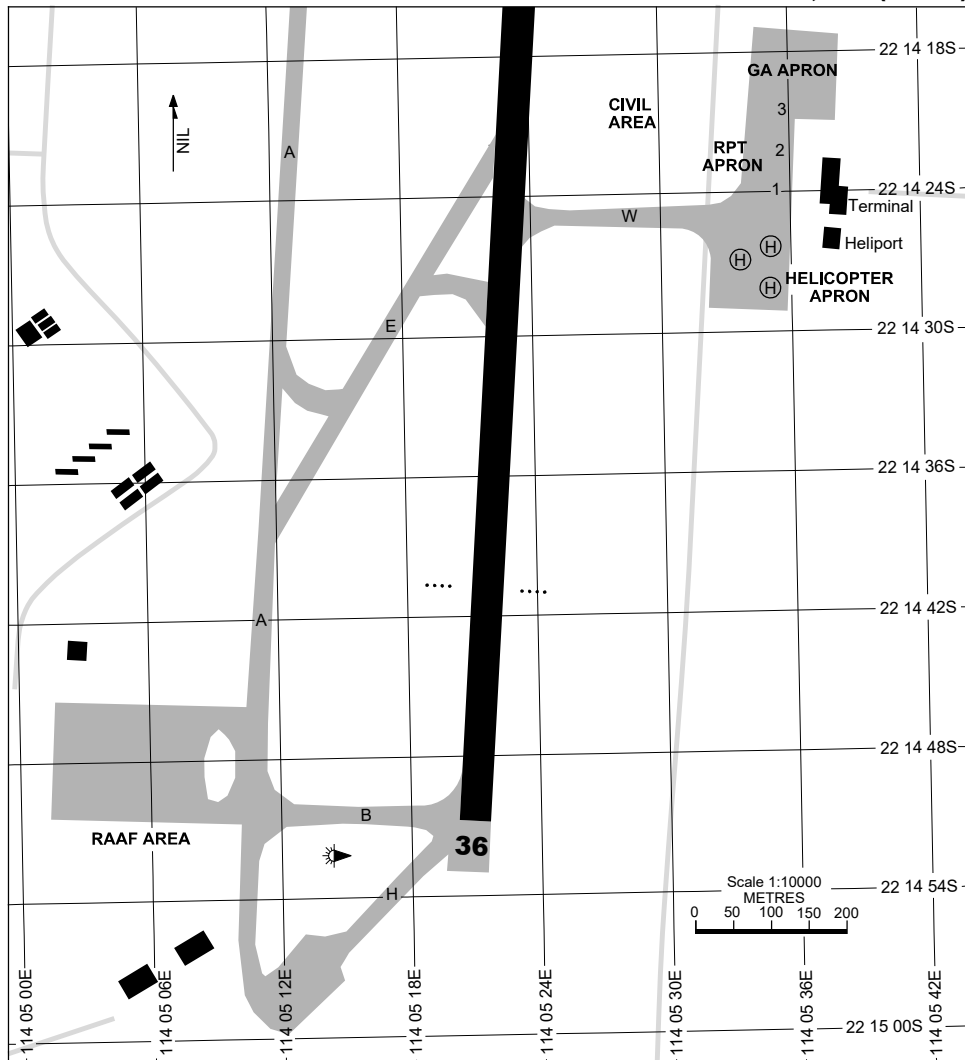 22 14 18S
GA APRON
CIVIL
AREA
3
NIL
A
RPT
APRON
2
1
22 14 24S
W
Terminal
H
Heliport
H
HELICOPTER
APRON
H
E
22 14 30S
22 14 36S
22 14 42S
A
22 14 48S
B
RAAF AREA
36
H
22 14 54S
Scale 1:10000
METRES
0 50 100 150 200
114 05 00E
114 05 06E
114 05 12E
114 05 18E
114 05 24E
114 05 30E
114 05 36E
114 05 42E
22 15 00S